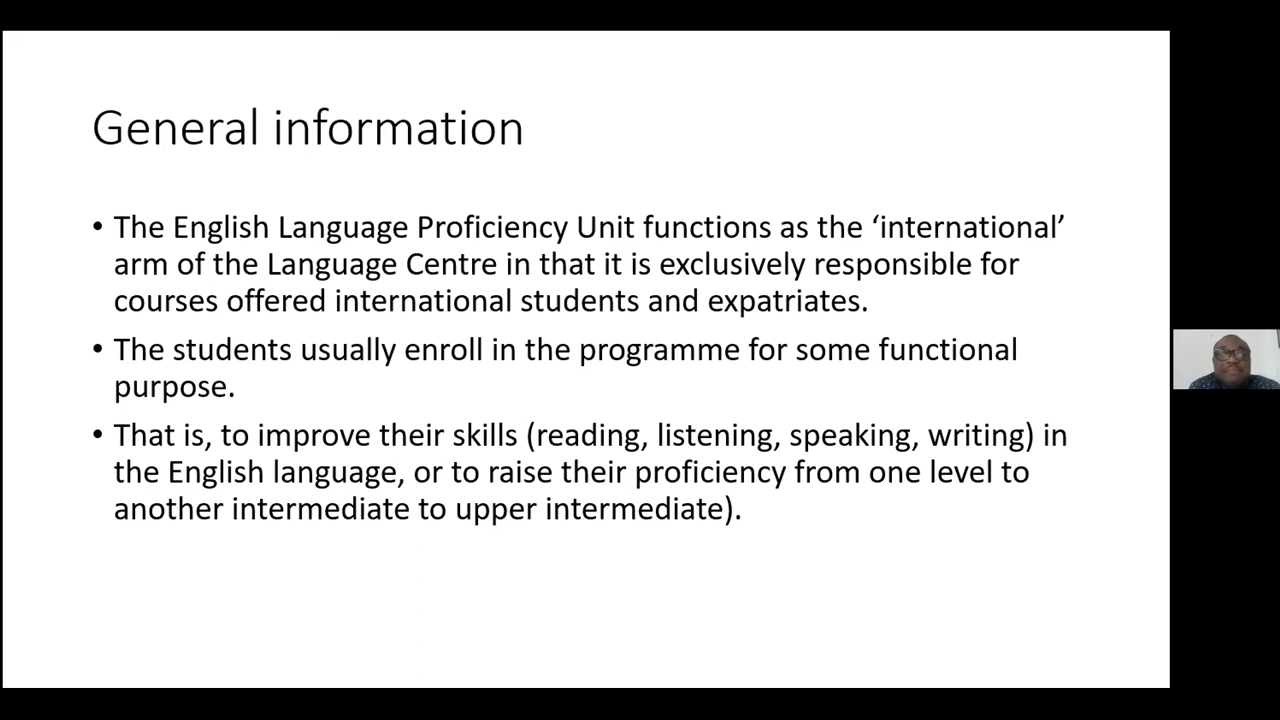 General information
• The English Language Proficiency Unit functions as the ‘international’
arm of the Language Centre in that it is exclusively responsible for
courses offered international students and expatriates.
• The students usually enroll in the programme for some functional
purpose.
• That is, to improve their skills (reading, listening, speaking, writing) in
the English language, or to raise their proficiency from one level to
another intermediate to upper intermediate).